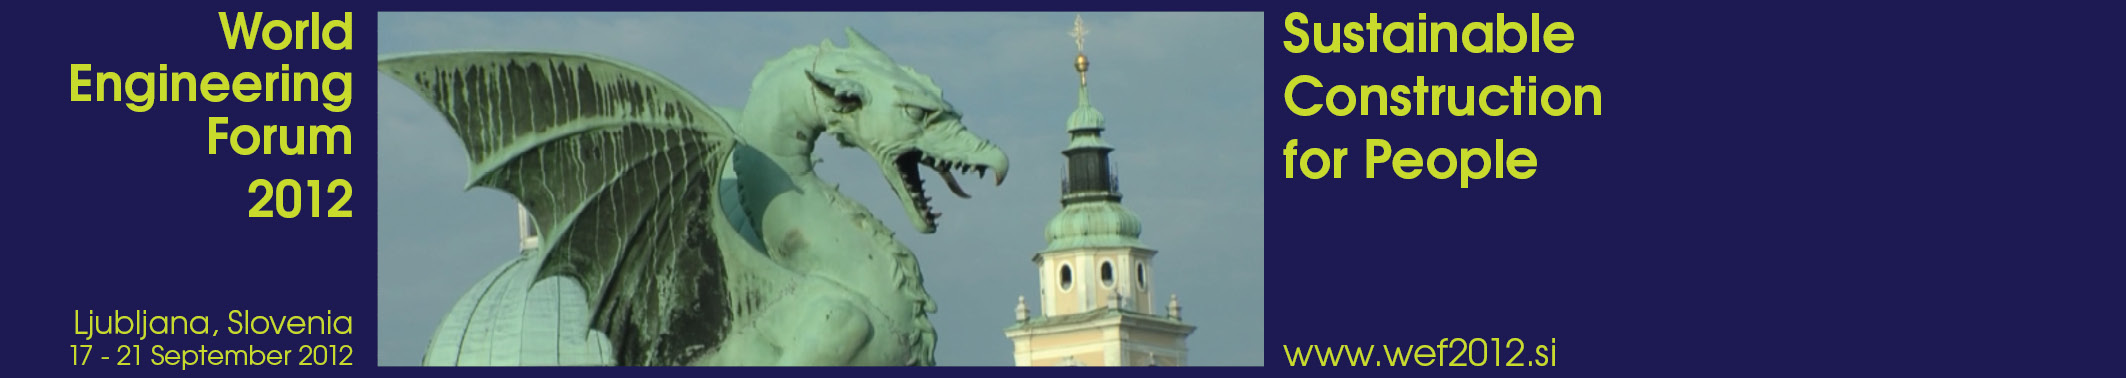 World
Engineering
Forum
2012
Ljubljana, Slovenia
17 - 21 September 2012
Sustainable
Construction
for People
www.wef2012.si